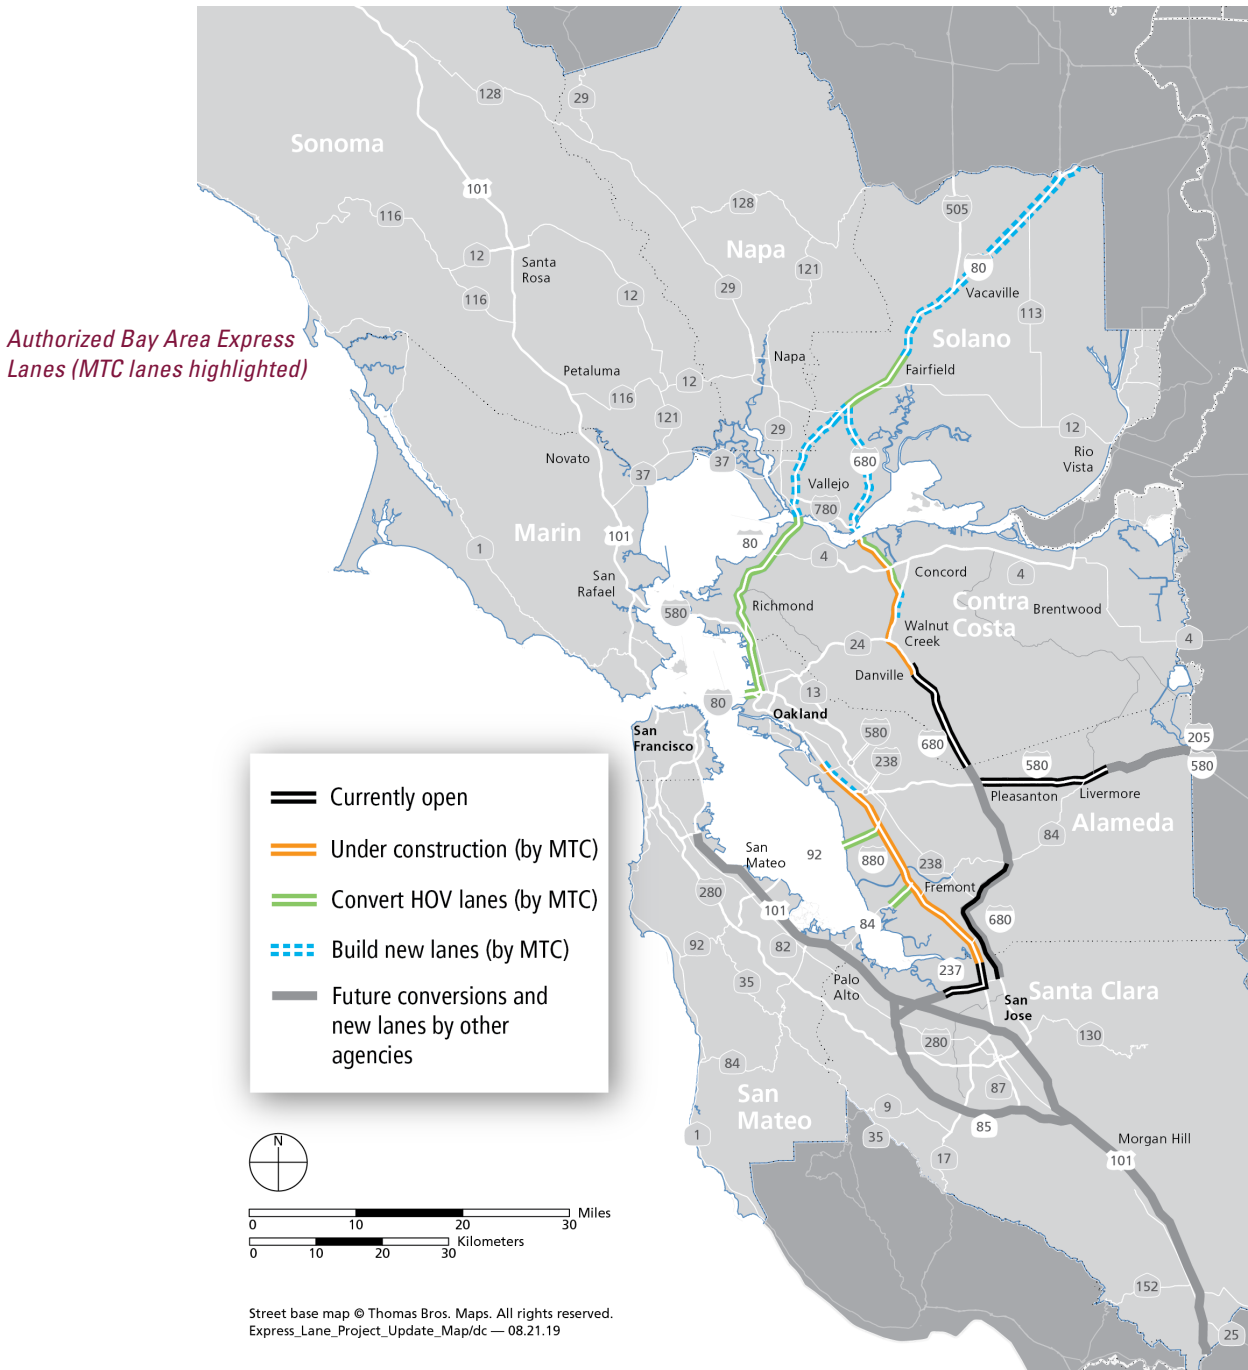 128
29
Sonoma
101
128
505
116
Napa
12
Santa
Rosa
121
80
116
12
29
Vacaville
113
Authorized Bay Area Express
Lanes (MTC lanes highlighted)
Solano
Napa
Petaluma
Fairfield
12
116
121
29
12
Rio
Vista
Novato
37
680
37
Vallejo
780
Marin
101
80
1
4
Concord
4
San
Rafael
Richmond
Contra
Costa
Brentwood
580
Walnut
Creek
24
4
Danville
13
80
Oakland
San
Francisco
580
680
205
238
580
580
Pleasanton
Livermore
Alameda
84
San
Mateo
92
880
238
Fremont
280
101
680
84
92
82
237
35
Palo
Alto
San
Jose
Santa Clara
280
130
84
87
San
Mateo
9
85
1
35
Morgan Hill
17
101
152
25
Currently open
Under construction (by MTC)
Convert HOV lanes (by MTC)
Build new lanes (by MTC)
Future conversions and
new lanes by other
agencies
N
Miles
0 10 20 30
Kilometers
0 10 20 30
Street base map © Thomas Bros. Maps. All rights reserved.
Express_Lane_Project_Update_Map/dc — 08.21.19